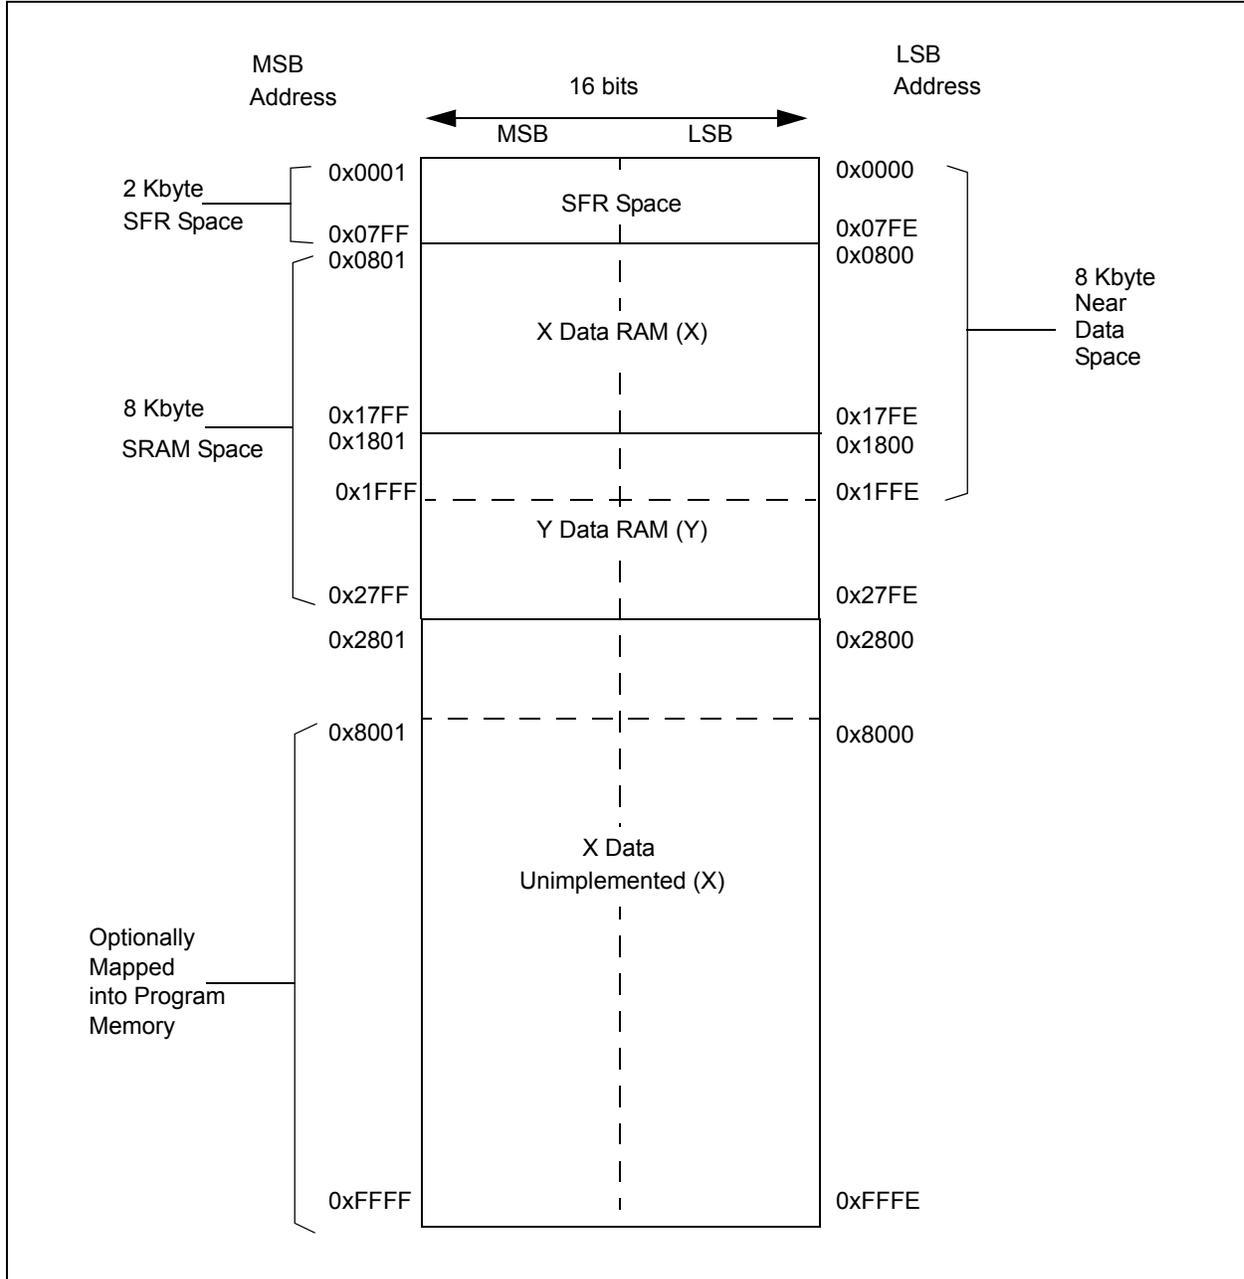 MSB
Address
LSB
Address
16 bits
MSB
LSB
0x0001
0x0000
2 Kbyte
SFR Space
SFR Space
0x07FF
0x07FE
0x0801
0x0800
8 Kbyte
Near
Data
Space
X Data RAM (X)
8 Kbyte
SRAM Space
0x17FF
0x17FE
0x1801
0x1800
0x1FFF
0x1FFE
Y Data RAM (Y)
0x27FF
0x27FE
0x2801
0x2800
0x8001
0x8000
X Data
Unimplemented (X)
Optionally
Mapped
into Program
Memory
0xFFFF
0xFFFE